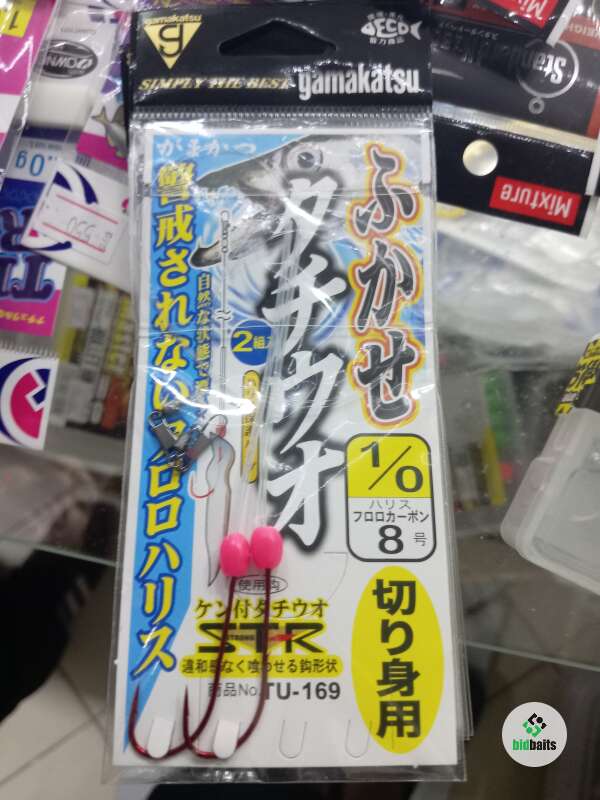 gamakatsu
SIMPLY THE BEST
gamakatsu
DECO
がまかつ
警戒されないフロロハリス
ふかせ
タチウオ
自然な状態で
2組
1/0
ハリス
フロロカーボン
8号
切り身用
使用鈎
ケン付タチウオ
STR
違和感なく喰わせる鈎形状
商品No.TU-169
OWN
Mixture
Mixture
bidbaits